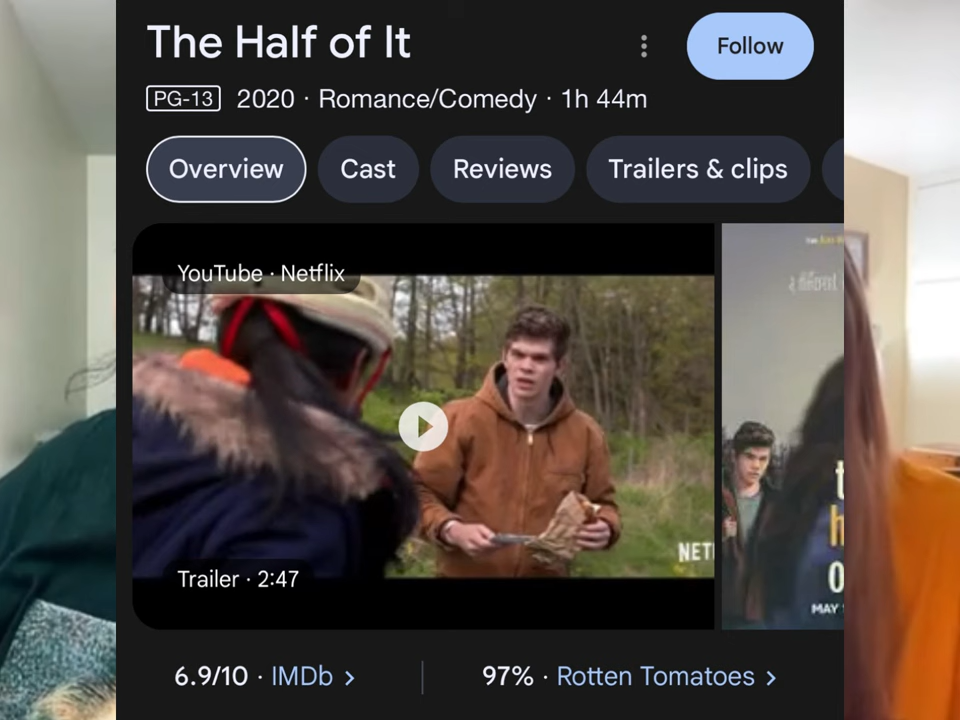 The Half of It
Follow
PG-13 2020 · Romance/Comedy · 1h 44m
Overview
Cast
Reviews
Trailers & clips
YouTube · Netflix
Trailer · 2:47
MAY
6.9/10 · IMDb >
97% · Rotten Tomatoes >